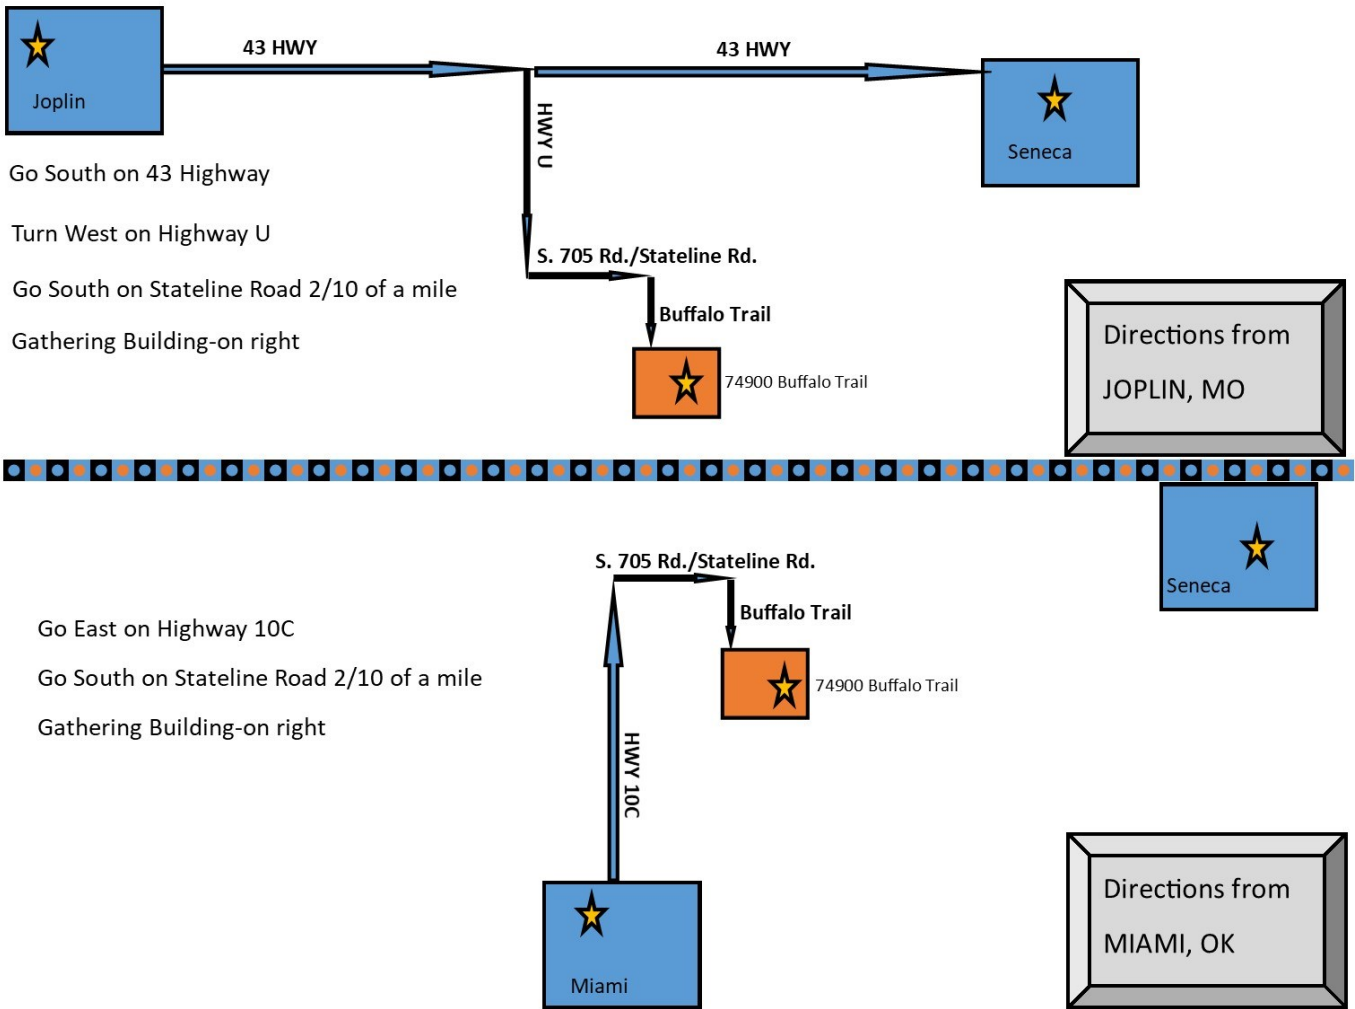 43 HWY
43 HWY
Joplin
HWY U
Seneca
Go South on 43 Highway
Turn West on Highway U
S. 705 Rd./Stateline Rd.
Go South on Stateline Road 2/10 of a mile
Buffalo Trail
Gathering Building-on right
74900 Buffalo Trail
Directions from
JOPLIN, MO
S. 705 Rd./Stateline Rd.
Seneca
Buffalo Trail
Go East on Highway 10C
Go South on Stateline Road 2/10 of a mile
74900 Buffalo Trail
Gathering Building-on right
HWY 10C
Miami
Directions from
MIAMI, OK